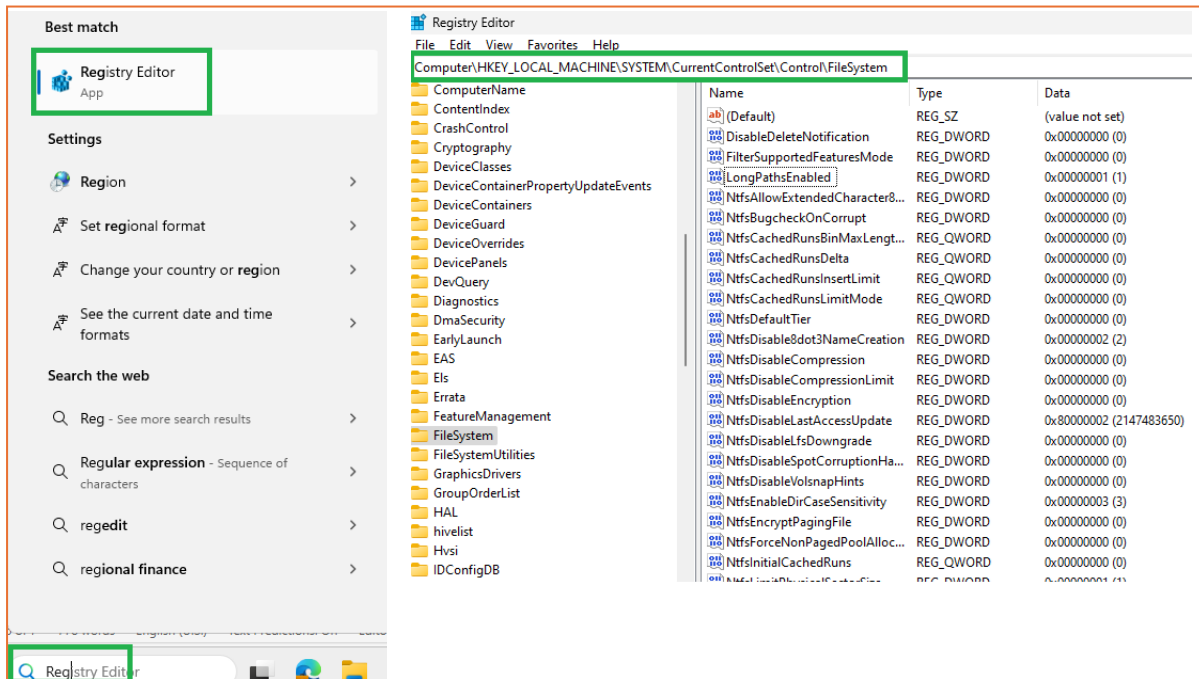 Best match
Registry Editor
App
Settings
Region
Set regional format
Change your country or region
See the current date and time
formats
Search the web
Reg - See more search results
Regular expression - Sequence of
characters
regedit
regional finance
Registry Editor
Registry Editor
File Edit View Favorites Help
Computer\HKEY_LOCAL_MACHINE\SYSTEM\CurrentControlSet\Control\FileSystem
ComputerName
ContentIndex
CrashControl
Cryptography
DeviceClasses
DeviceContainerPropertyUpdateEvents
DeviceContainers
DeviceGuard
DeviceOverrides
DevicePanels
DevQuery
Diagnostics
DmaSecurity
EarlyLaunch
EAS
Els
Errata
FeatureManagement
FileSystem
FileSystemUtilities
GraphicsDrivers
GroupOrderList
HAL
hivelist
Hvsi
IDConfigDB
Name Type Data
(Default) REG_SZ (value not set)
DisableDeleteNotification REG_DWORD 0x00000000 (0)
FilterSupportedFeaturesMode REG_DWORD 0x00000000 (0)
LongPathsEnabled REG_DWORD 0x00000001 (1)
NtfsAllowExtendedCharacter8... REG_DWORD 0x00000000 (0)
NtfsBugcheckOnCorrupt REG_DWORD 0x00000000 (0)
NtfsCachedRunsBinMaxLengt... REG_QWORD 0x00000000 (0)
NtfsCachedRunsDelta REG_QWORD 0x00000000 (0)
NtfsCachedRunsInsertLimit REG_QWORD 0x00000000 (0)
NtfsCachedRunsLimitMode REG_DWORD 0x00000000 (0)
NtfsDefaultTier REG_DWORD 0x00000000 (0)
NtfsDisable8dot3NameCreation REG_DWORD 0x00000002 (2)
NtfsDisableCompression REG_DWORD 0x00000000 (0)
NtfsDisableCompressionLimit REG_DWORD 0x00000000 (0)
NtfsDisableEncryption REG_DWORD 0x00000000 (0)
NtfsDisableLastAccessUpdate REG_DWORD 0x80000002 (2147483650)
NtfsDisableLfsDowngrade REG_DWORD 0x00000000 (0)
NtfsDisableSpotCorruptionHa... REG_DWORD 0x00000000 (0)
NtfsDisableVolsnapHints REG_DWORD 0x00000000 (0)
NtfsEnableDirCaseSensitivity REG_DWORD 0x00000003 (3)
NtfsEncryptPagingFile REG_DWORD 0x00000000 (0)
NtfsForceNonPagedPoolAlloc... REG_DWORD 0x00000000 (0)
NtfsInitialCachedRuns REG_QWORD 0x00000000 (0)